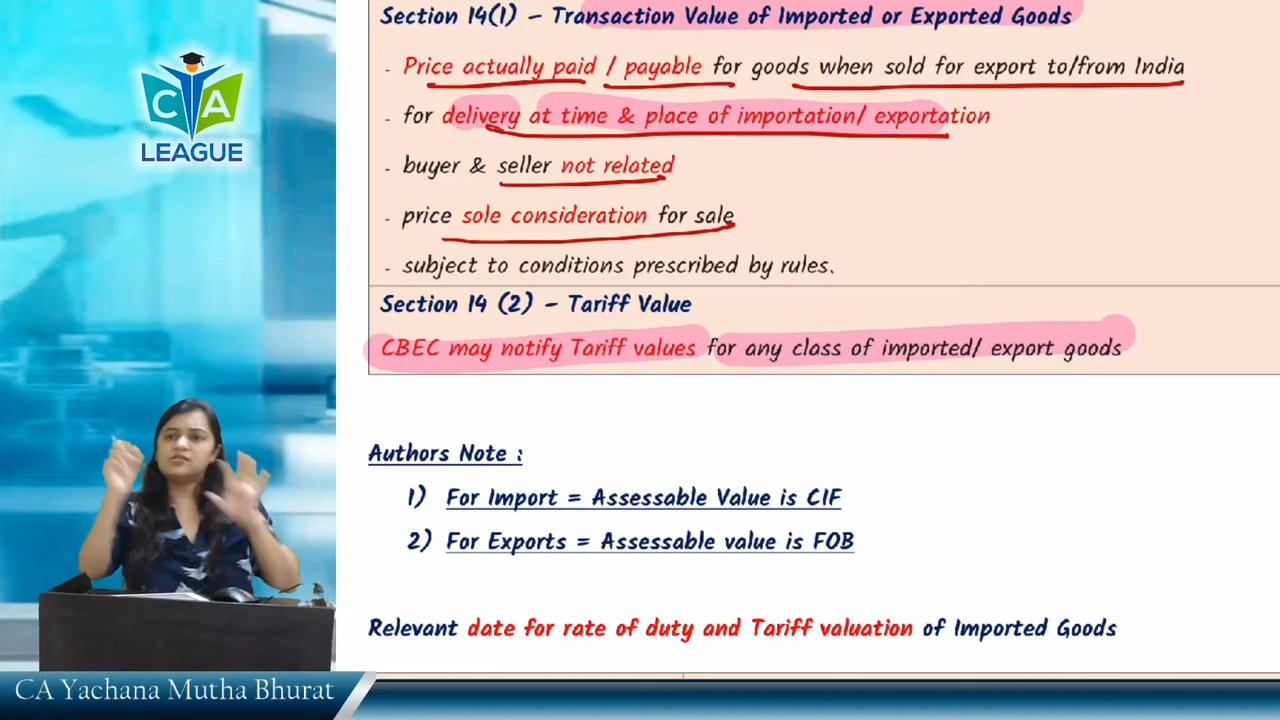 Section 14(1) – Transaction Value of Imported or Exported Goods
- Price actually paid / payable for goods when sold for export to/from India
- for delivery at time & place of importation/ exportation
- buyer & seller not related
- price sole consideration for sale
- subject to conditions prescribed by rules.
Section 14 (2) – Tariff Value
CBEC may notify Tariff values for any class of imported/ export goods
Authors Note :
1) For Import = Assessable Value is CIF
2) For Exports = Assessable value is FOB
Relevant date for rate of duty and Tariff valuation of Imported Goods
CA
LEAGUE
CA Yachana Mutha Bhurat